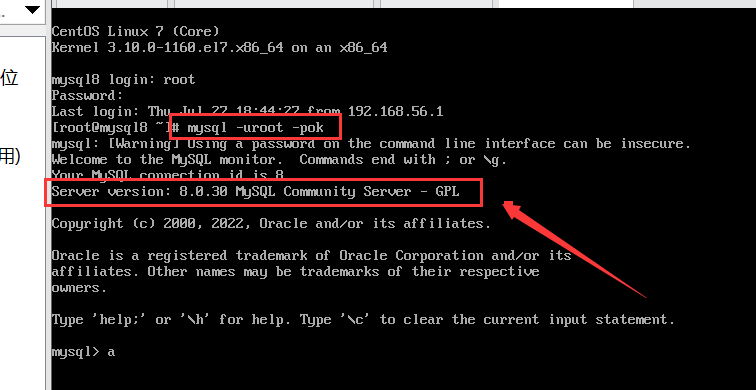 ..
位
用)
CentOS Linux 7 (Core)
Kernel 3.10.0-1160.el7.x86_64 on an x86_64
mysql8 login: root
Password:
Last login: Thu Jul 27 18:44:27 from 192.168.56.1
[root@mysql8 ~]# mysql -uroot -pok
mysql: [Warning] Using a password on the command line interface can be insecure.
Welcome to the MySQL monitor.  Commands end with ; or \g.
Your MySQL connection id is 8
Server version: 8.0.30 MySQL Community Server - GPL
Copyright (c) 2000, 2022, Oracle and/or its affiliates.
Oracle is a registered trademark of Oracle Corporation and/or its
affiliates. Other names may be trademarks of their respective
owners.
Type 'help;' or '\h' for help. Type '\c' to clear the current input statement.
mysql> a